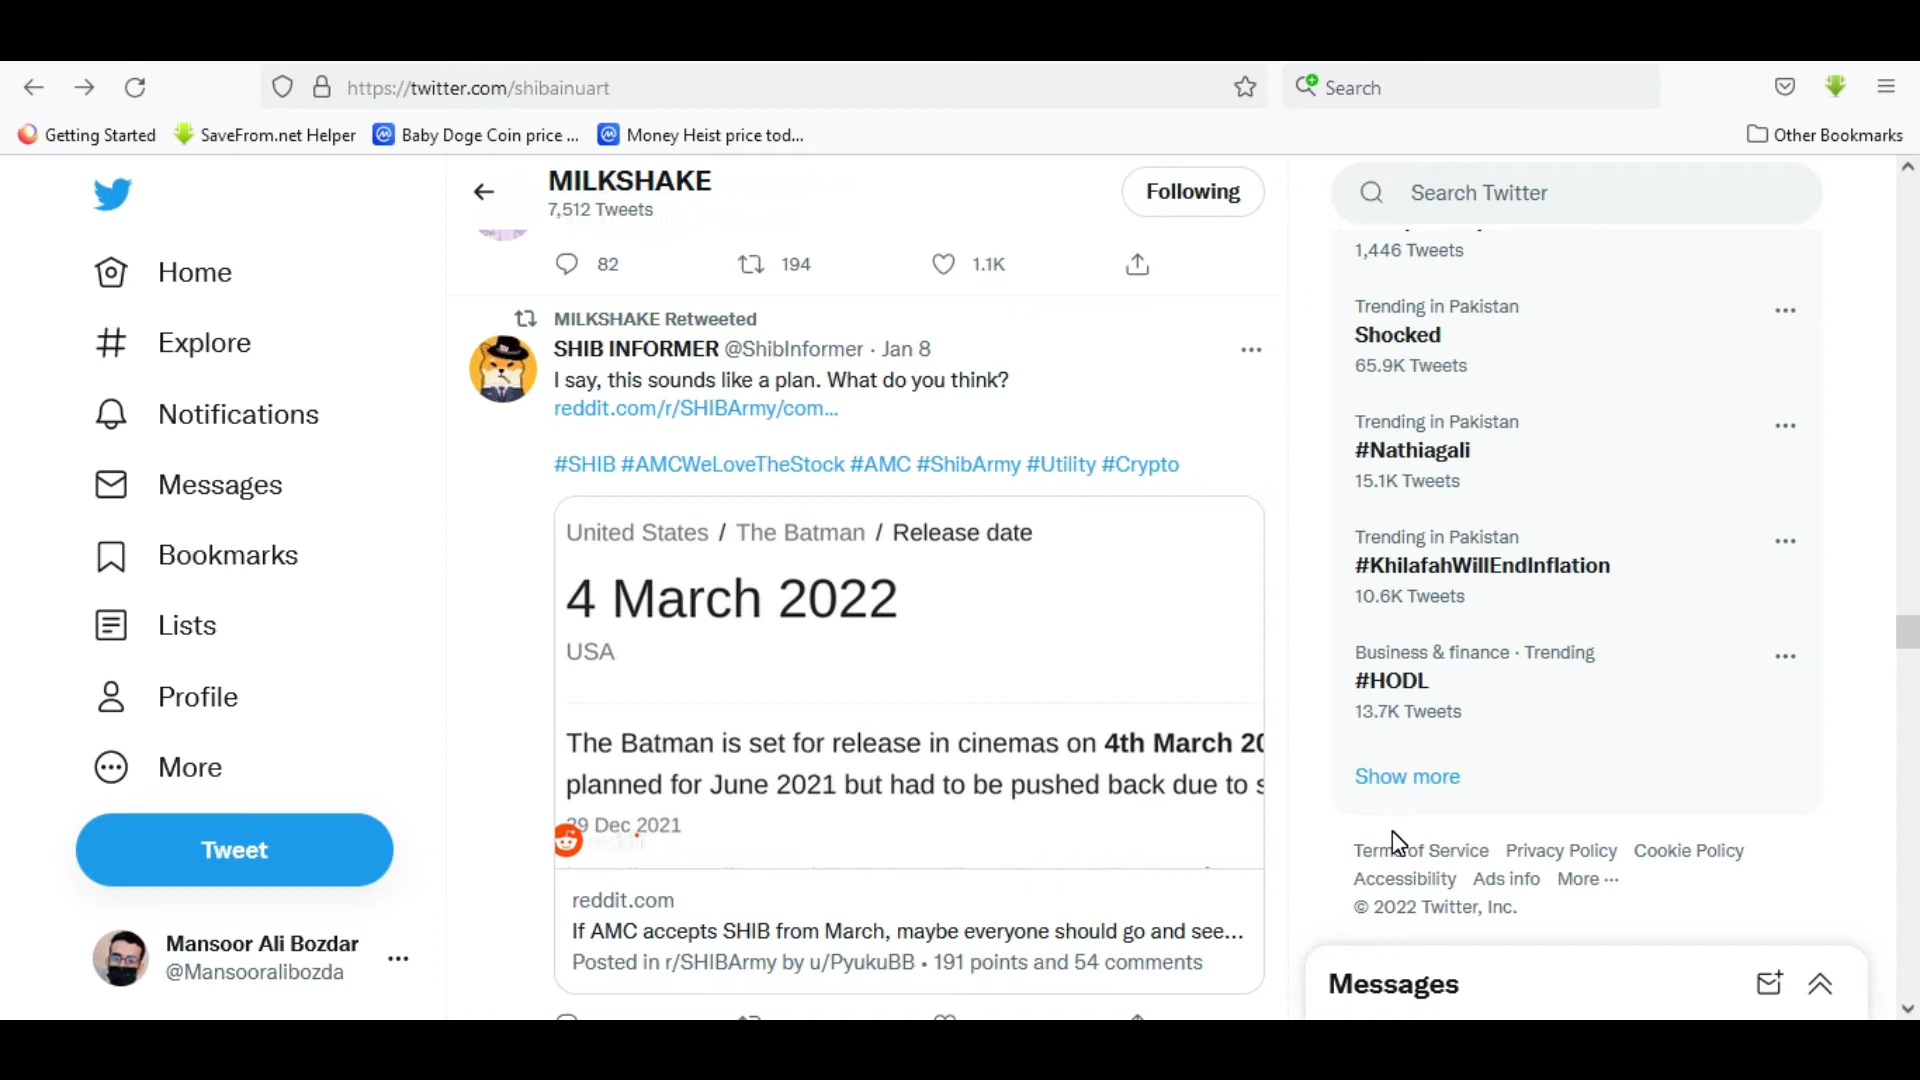 https://twitter.com/shibainuart
Search
Getting Started
SaveFrom.net Helper
Baby Doge Coin price ...
Money Heist price tod...
Other Bookmarks
Home
Explore
Notifications
Messages
Bookmarks
Lists
Profile
More
Tweet
Mansoor Ali Bozdar
@Mansooralibozda
MILKSHAKE
7,512 Tweets
Following
82
194
1.1K
MILKSHAKE Retweeted
SHIB INFORMER @ShibInformer · Jan 8
I say, this sounds like a plan. What do you think?
reddit.com/r/SHIBArmy/com...
#SHIB #AMCWeLoveTheStock #AMC #ShibArmy #Utility #Crypto
United States / The Batman / Release date
4 March 2022
USA
The Batman is set for release in cinemas on 4th March 20
planned for June 2021 but had to be pushed back due to s
29 Dec 2021
reddit.com
If AMC accepts SHIB from March, maybe everyone should go and see...
Posted in r/SHIBArmy by u/PyukuBB • 191 points and 54 comments
Search Twitter
1,446 Tweets
Trending in Pakistan
Shocked
65.9K Tweets
Trending in Pakistan
#Nathiagali
15.1K Tweets
Trending in Pakistan
#KhilafahWillEndInflation
10.6K Tweets
Business & finance · Trending
#HODL
13.7K Tweets
Show more
Terms of Service Privacy Policy Cookie Policy
Accessibility Ads info More ···
© 2022 Twitter, Inc.
Messages